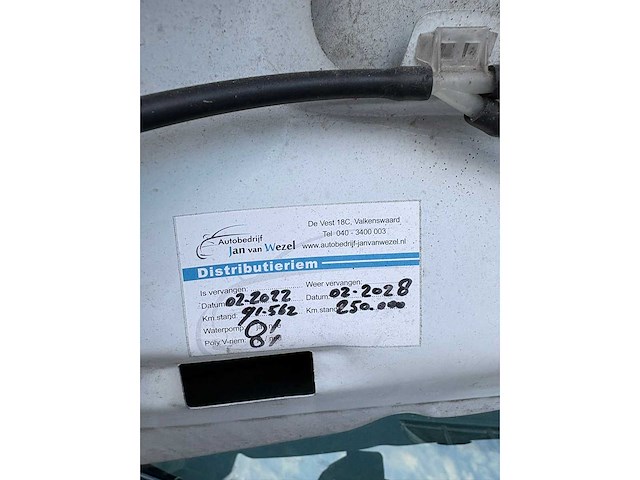 Autobedrijf
Jan van Wezel
De Vest 18C, Valkenswaard
Tel 040 - 3400 003
www.autobedrijf-janvanwezel.nl
Distributieriem
Is vervangen:
Weer vervangen:
Datum: 02-2022
Datum: 02-2028
Km.stand: 91.562
Km.stand: 250.000
Waterpomp:
Poly V-riem: